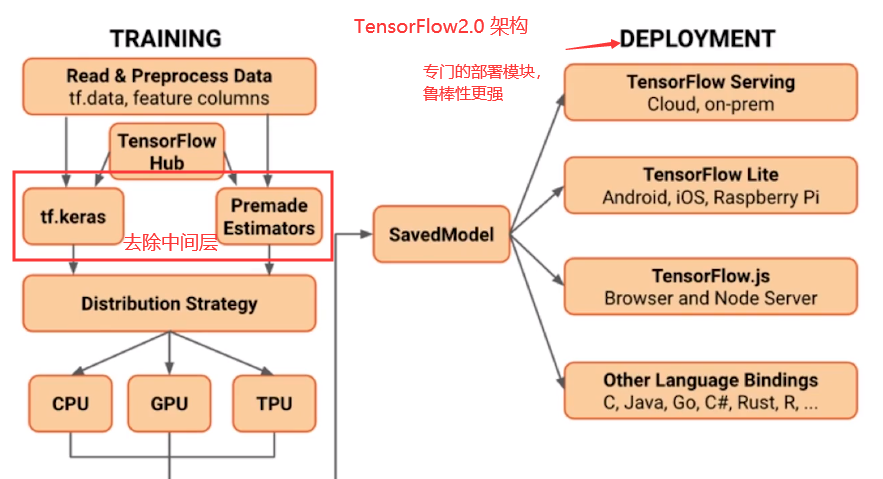 TensorFlow2.0 架构
TRAINING
DEPLOYMENT
专门的部署模块，
鲁棒性更强
Read & Preprocess Data
tf.data, feature columns
TensorFlow
Hub
tf.keras
Premade
Estimators
去除中间层
Distribution Strategy
CPU
GPU
TPU
SavedModel
TensorFlow Serving
Cloud, on-prem
TensorFlow Lite
Android, iOS, Raspberry Pi
TensorFlow.js
Browser and Node Server
Other Language Bindings
C, Java, Go, C#, Rust, R, ...